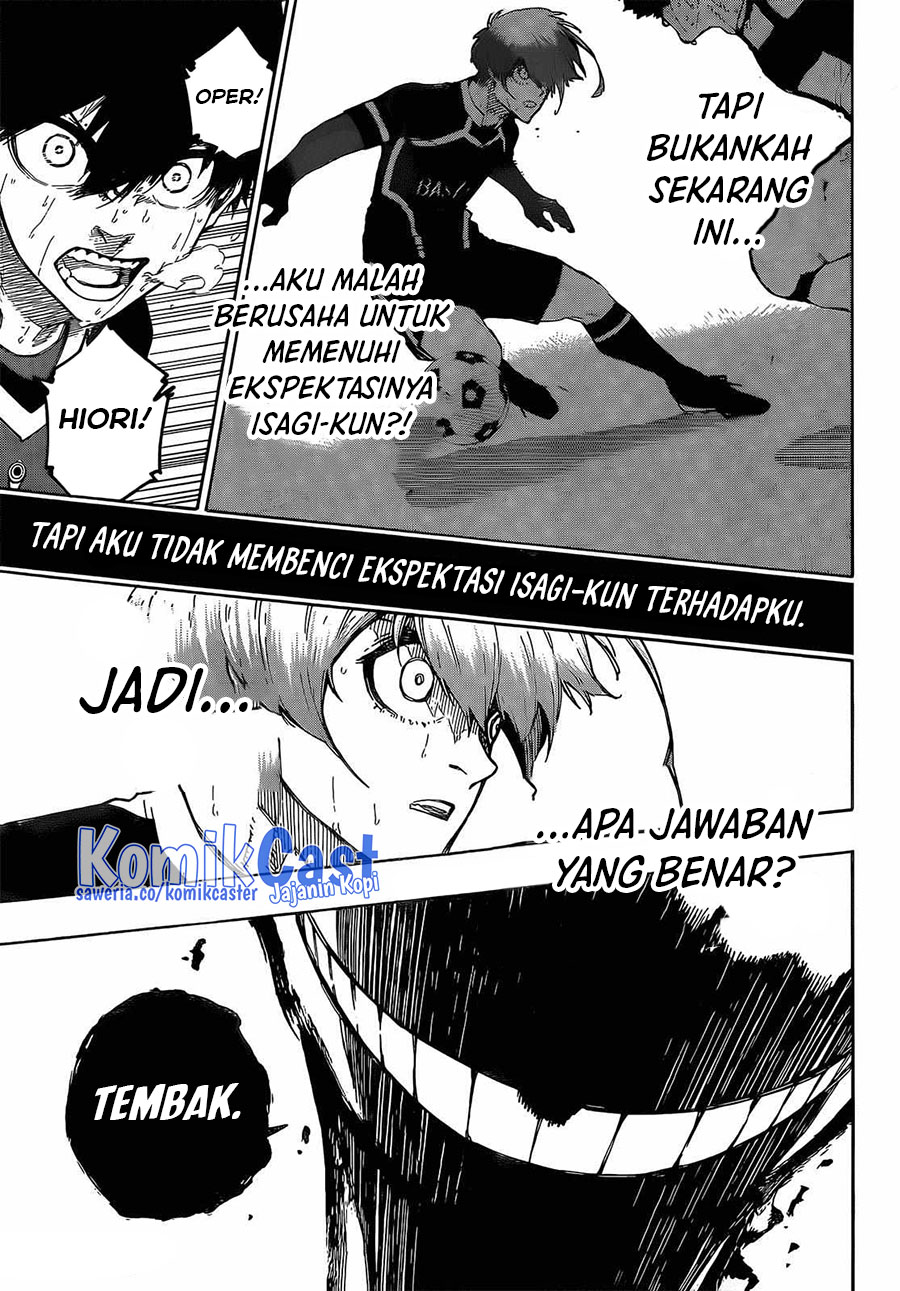 TAPI
BUKANKAH
SEKARANG
INI...
...AKU MALAH
BERUSAHA UNTUK
MEMENUHI
EKSPEKTASINYA
ISAGI-KUN?!
OPER!
HIORI!
BAS
TAPI AKU TIDAK MEMBENCI EKSPEKTASI ISAGI-KUN TERHADAPKU.
JADI...
...APA JAWABAN
YANG BENAR?
KomikCast
saweria.co/komikcaster
Jajanin Kopi
TEMBAK.